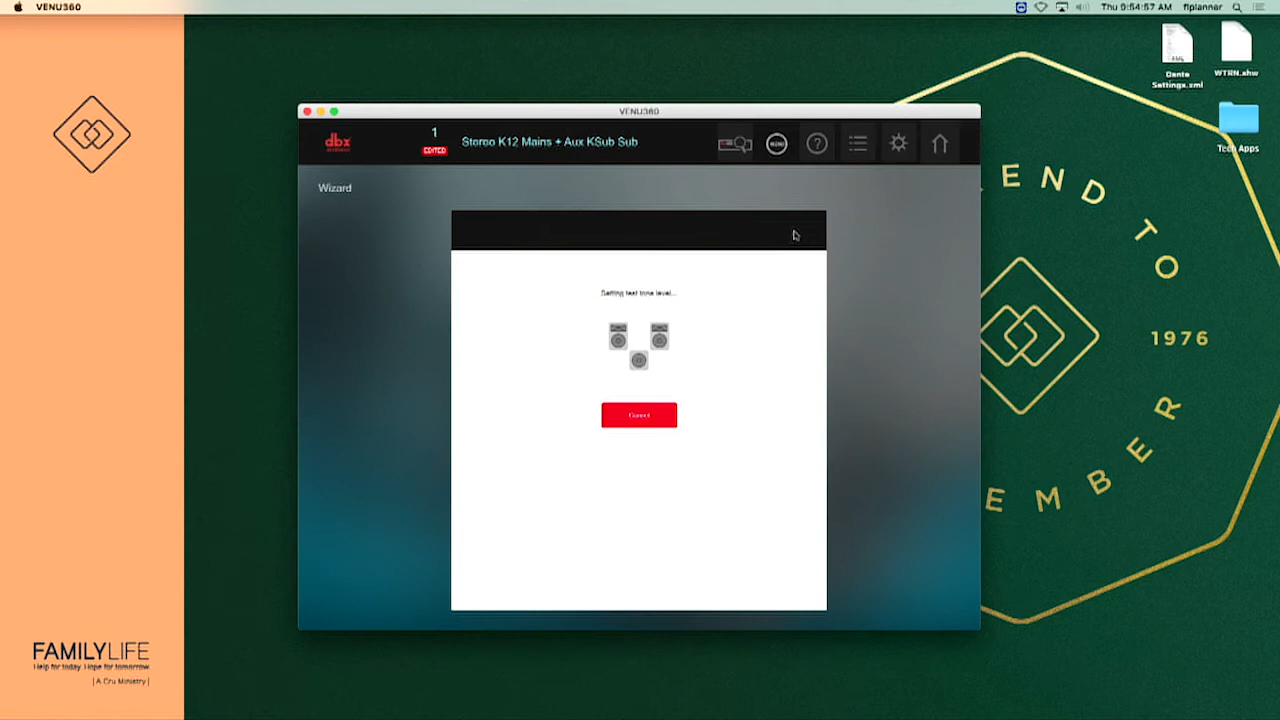 VENU360
Thu 9:54:57 AM flplanner
Dante
Settings.xml
WTRN.shw
Tech Apps
VENU360
dbx
1
EDITED
Stereo K12 Mains + Aux KSub Sub
MENU
?
Wizard
Setting test tone level...
Cancel
END TO
1976
EMBER
FAMILYLIFE
Help for today. Hope for tomorrow.
| A Cru Ministry |